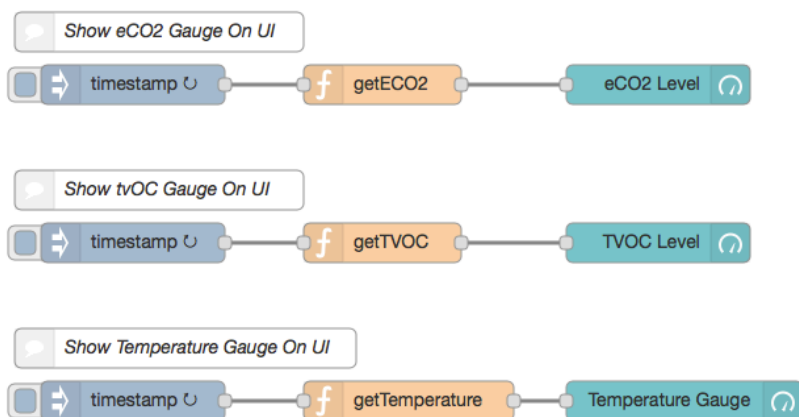 Show eCO2 Gauge On UI
timestamp ↻ getECO2 eCO2 Level
Show tvOC Gauge On UI
timestamp ↻ getTVOC TVOC Level
Show Temperature Gauge On UI
timestamp ↻ getTemperature Temperature Gauge